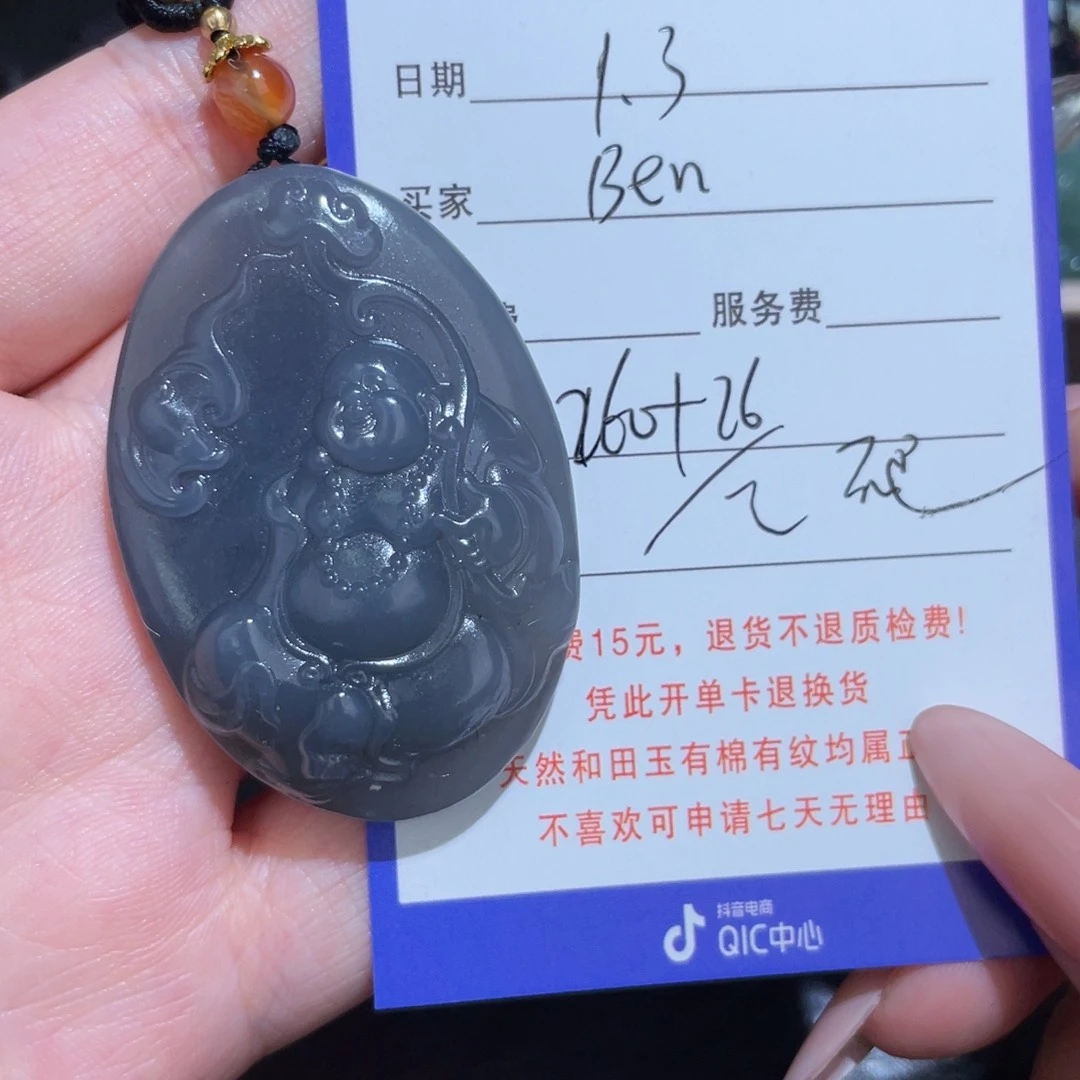 日期 1.3
买家 Ben
服务费
260+26
费15元，退货不退质检费！
凭此开单卡退换货
天然和田玉有棉有纹均属正
不喜欢可申请七天无理由
抖音电商
QIC中心